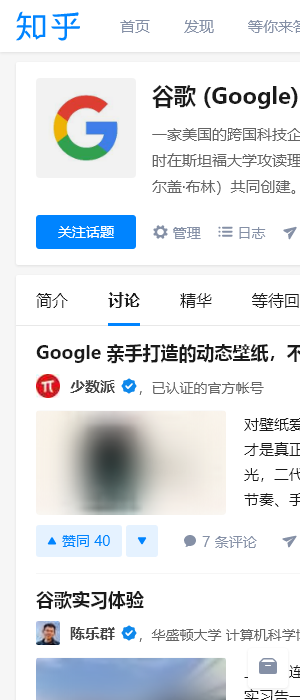 知乎 首页 发现 等你来答
谷歌 (Google)
一家美国的跨国科技企
时在斯坦福大学攻读理
尔盖·布林）共同创建。
关注话题 管理 日志
简介 讨论 精华 等待回
Google 亲手打造的动态壁纸，不
少数派 ，已认证的官方帐号
对壁纸爱
才是真正
光，二代
节奏、手
赞同 40 7 条评论
谷歌实习体验
陈乐群 ，华盛顿大学 计算机科学博
连
实习告一